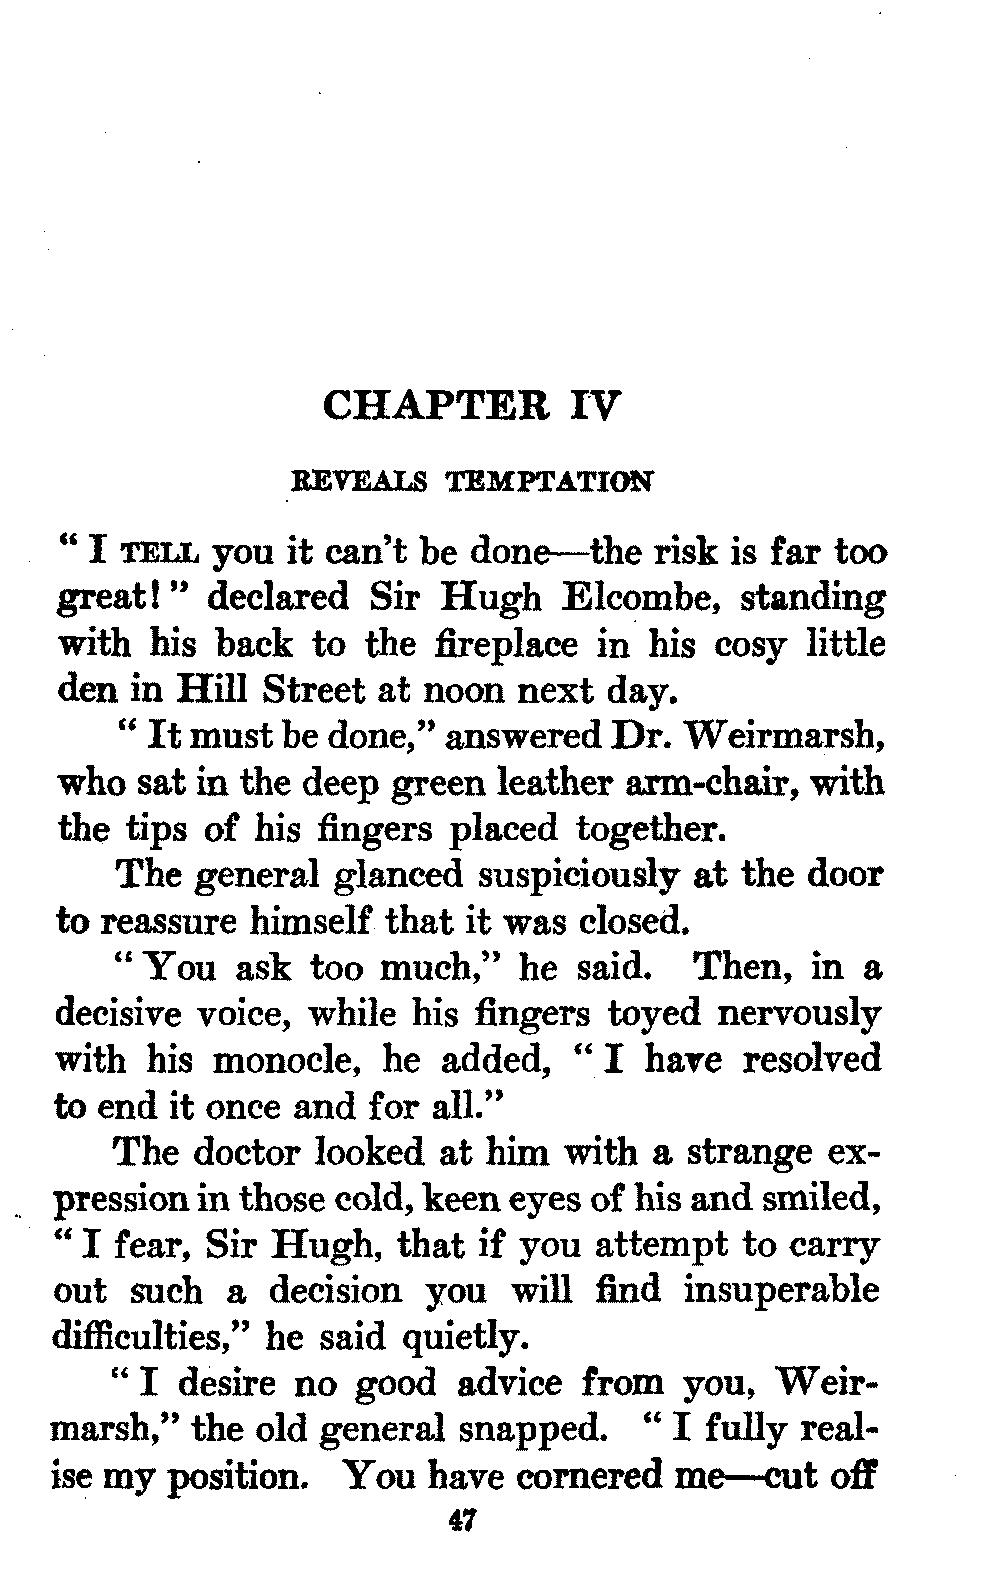 CHAPTER IV
REVEALS TEMPTATION
“ I TELL you it can't be done—the risk is far too
great! ” declared Sir Hugh Elcombe, standing
with his back to the fireplace in his cosy little
den in Hill Street at noon next day.
“ It must be done,” answered Dr. Weirmarsh,
who sat in the deep green leather arm-chair, with
the tips of his fingers placed together.
The general glanced suspiciously at the door
to reassure himself that it was closed.
“ You ask too much,” he said. Then, in a
decisive voice, while his fingers toyed nervously
with his monocle, he added, “ I have resolved
to end it once and for all.”
The doctor looked at him with a strange ex-
pression in those cold, keen eyes of his and smiled,
“ I fear, Sir Hugh, that if you attempt to carry
out such a decision you will find insuperable
difficulties,” he said quietly.
“ I desire no good advice from you, Weir-
marsh,” the old general snapped. “ I fully real-
ise my position. You have cornered me—cut off
47